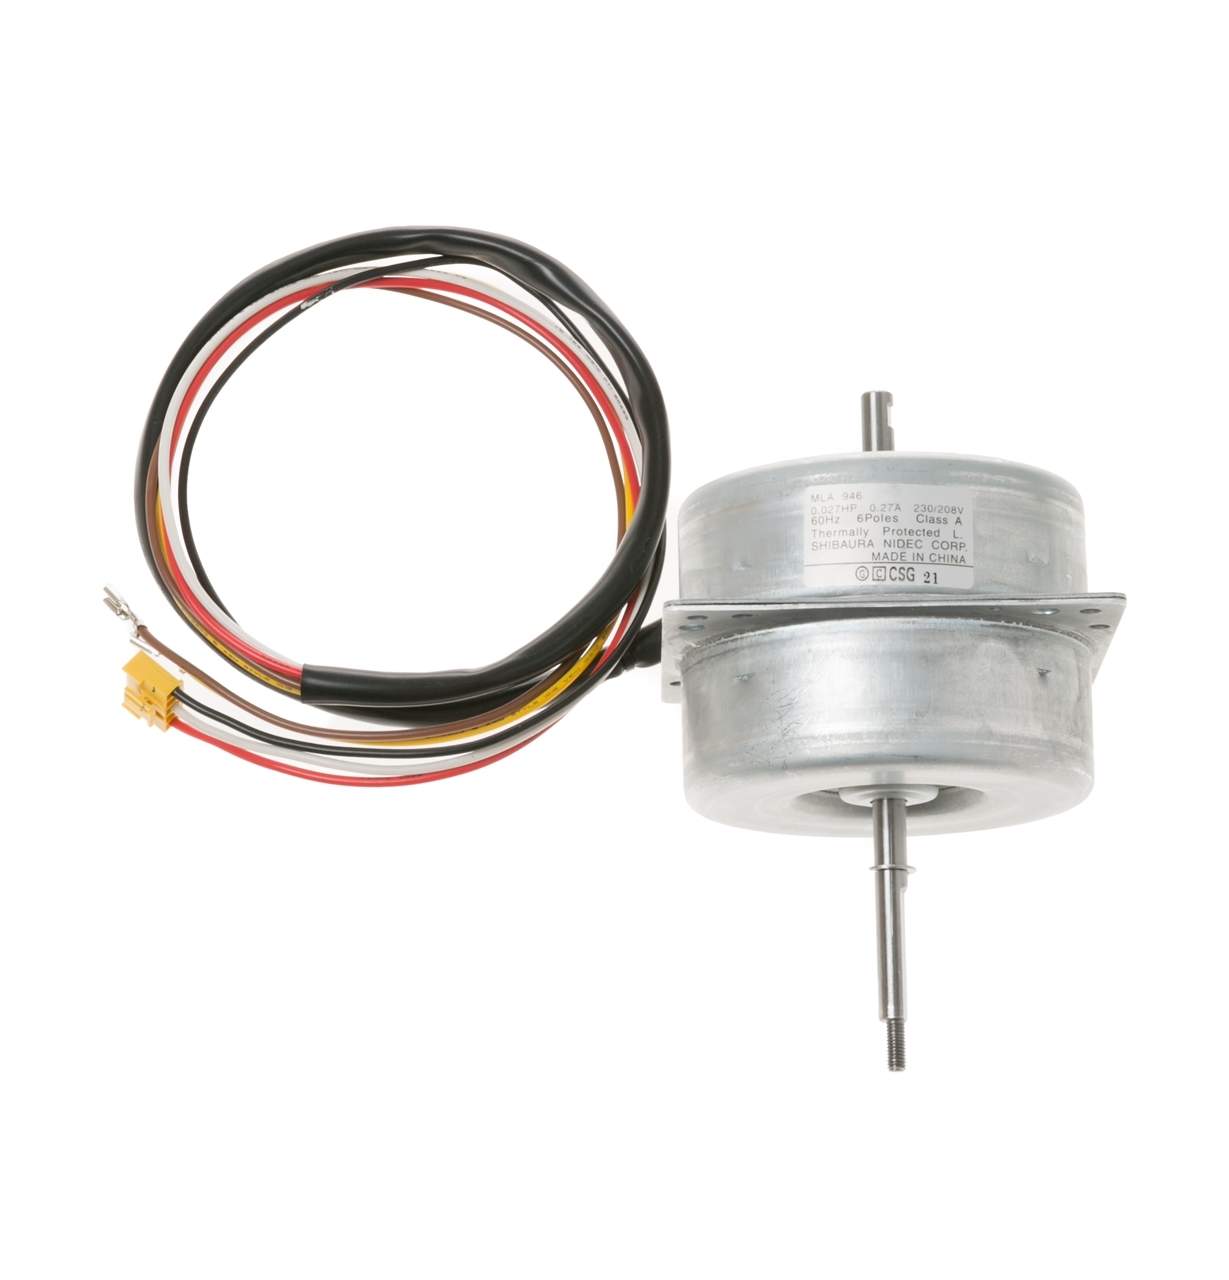 MLA 946
0.027HP 0.27A 230/208V
60Hz 6Poles Class A
Thermally Protected L.
SHIBAURA NIDEC CORP.
MADE IN CHINA
G C CSG 21